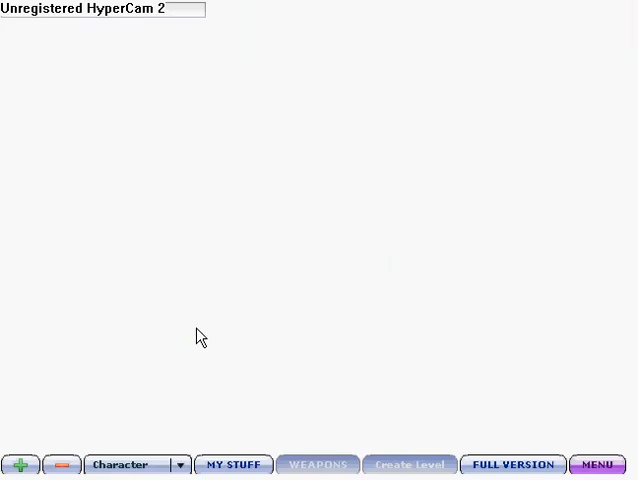 Unregistered HyperCam 2
Character MY STUFF WEAPONS Create Level FULL VERSION MENU